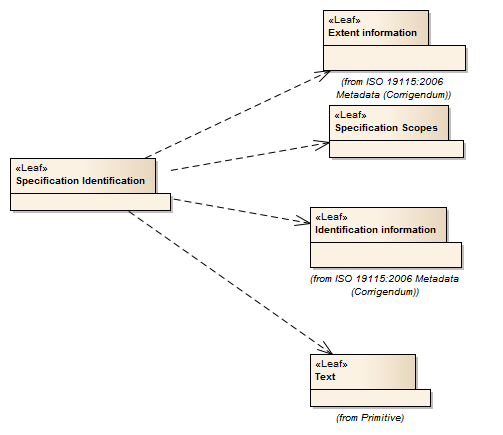 «Leaf»
Extent information
(from ISO 19115:2006
Metadata (Corrigendum))
«Leaf»
Specification Scopes
«Leaf»
Specification Identification
«Leaf»
Identification information
(from ISO 19115:2006 Metadata
(Corrigendum))
«Leaf»
Text
(from Primitive)